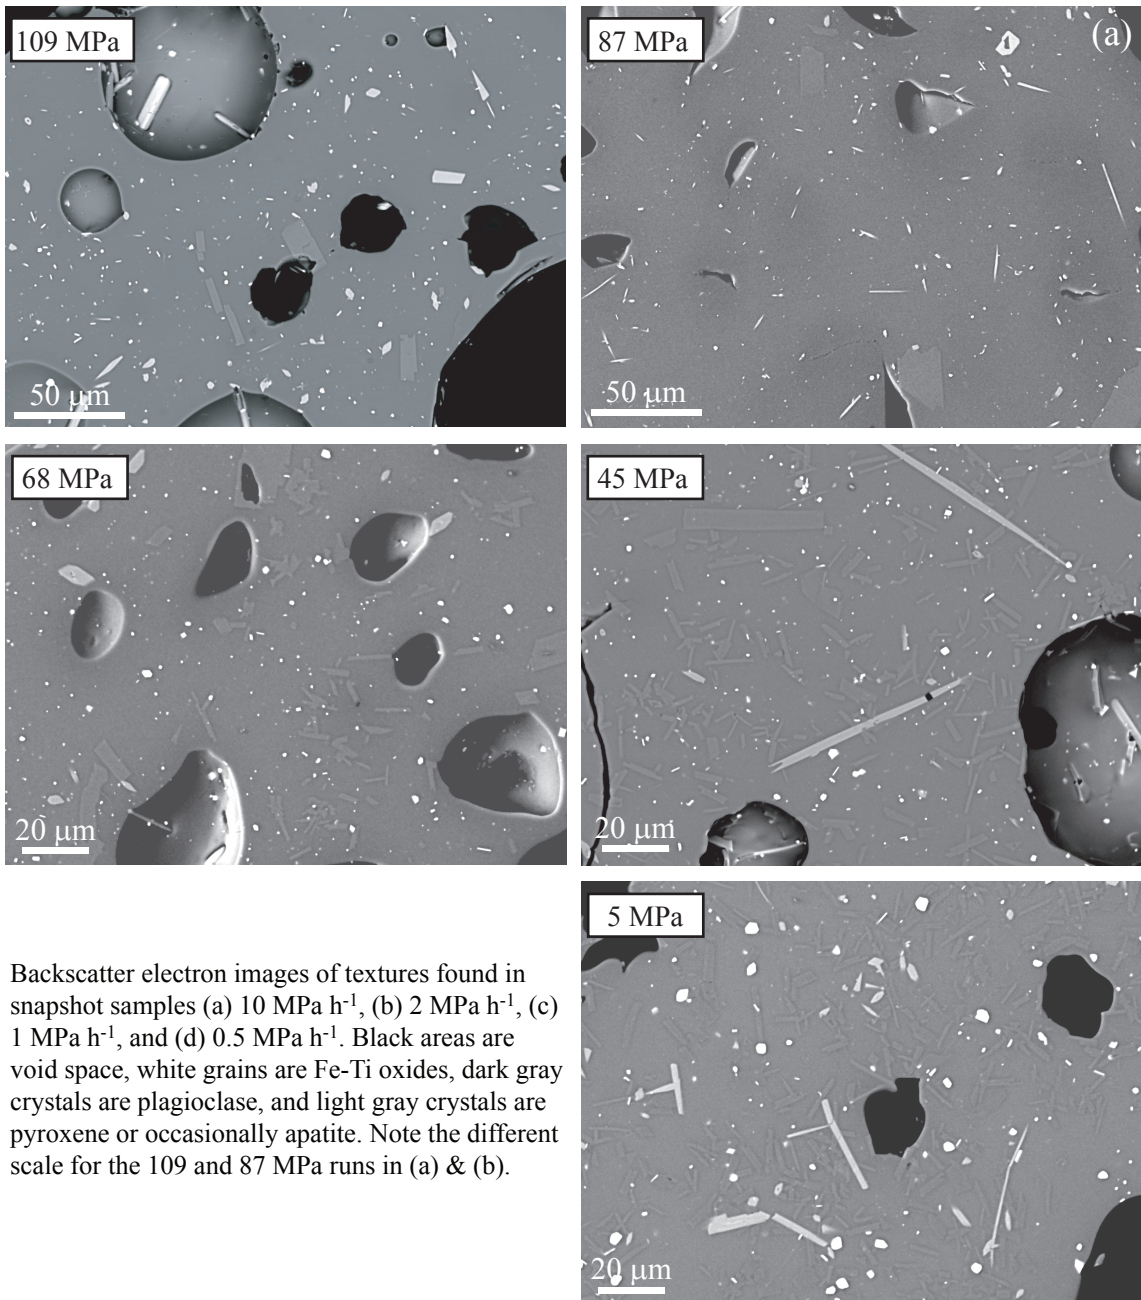 109 MPa
87 MPa
(a)
50 μm
50 μm
68 MPa
45 MPa
20 μm
20 μm
5 MPa
Backscatter electron images of textures found in
snapshot samples (a) 10 MPa h⁻¹, (b) 2 MPa h⁻¹, (c)
1 MPa h⁻¹, and (d) 0.5 MPa h⁻¹. Black areas are
void space, white grains are Fe-Ti oxides, dark gray
crystals are plagioclase, and light gray crystals are
pyroxene or occasionally apatite. Note the different
scale for the 109 and 87 MPa runs in (a) & (b).
20 μm